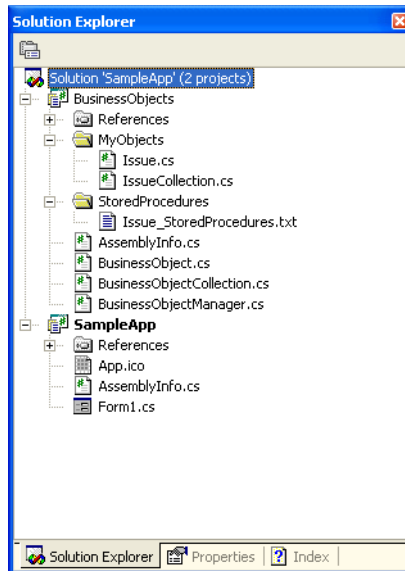 Solution Explorer
Solution 'SampleApp' (2 projects)
BusinessObjects
References
MyObjects
Issue.cs
IssueCollection.cs
StoredProcedures
Issue_StoredProcedures.txt
AssemblyInfo.cs
BusinessObject.cs
BusinessObjectCollection.cs
BusinessObjectManager.cs
SampleApp
References
App.ico
AssemblyInfo.cs
Form1.cs
Solution Explorer Properties Index